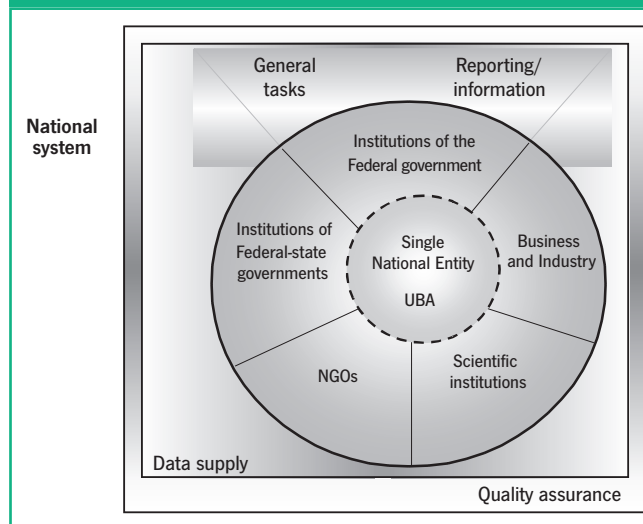 General
tasks
Reporting/
information
National
system
Institutions of the
Federal government
Institutions of
Federal-state
governments
Single
National Entity
UBA
Business
and Industry
NGOs
Scientific
institutions
Data supply
Quality assurance